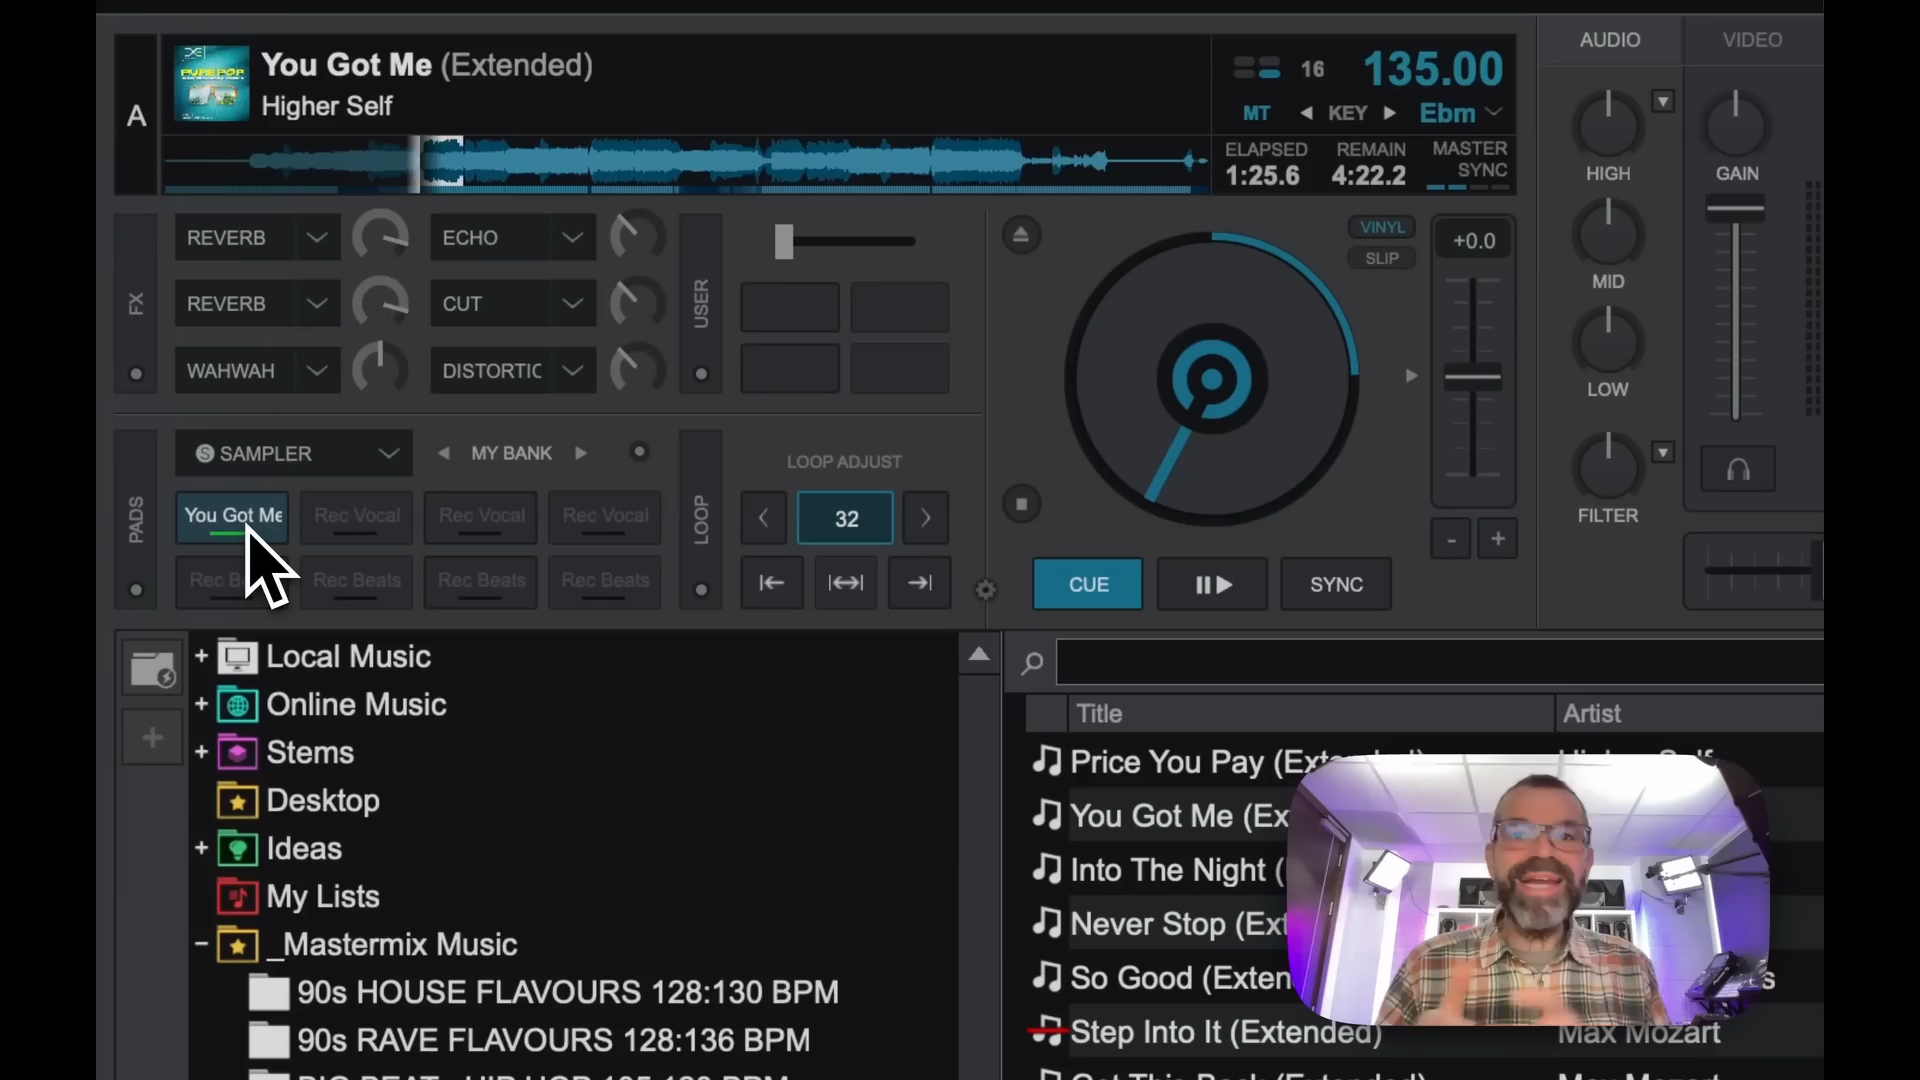 A
PURE POP
You Got Me (Extended)
Higher Self
16
135.00
MT
KEY
Ebm
ELAPSED
1:25.6
REMAIN
4:22.2
MASTER
SYNC
AUDIO
VIDEO
HIGH
GAIN
MID
LOW
FILTER
FX
REVERB
ECHO
REVERB
CUT
WAHWAH
DISTORTIC
USER
VINYL
SLIP
+0.0
PADS
S SAMPLER
MY BANK
You Got Me
Rec Vocal
Rec Vocal
Rec Vocal
Rec Beats
Rec Beats
Rec Beats
LOOP
LOOP ADJUST
32
CUE
SYNC
-
+
+ Local Music
+ Online Music
+ Stems
Desktop
+ Ideas
My Lists
- _Mastermix Music
90s HOUSE FLAVOURS 128:130 BPM
90s RAVE FLAVOURS 128:136 BPM
Title
Artist
Price You Pay (Extended)
You Got Me (Ex
Into The Night (
Never Stop (Ext
So Good (Exten
s
Step Into It (Extended)
Max Mozart